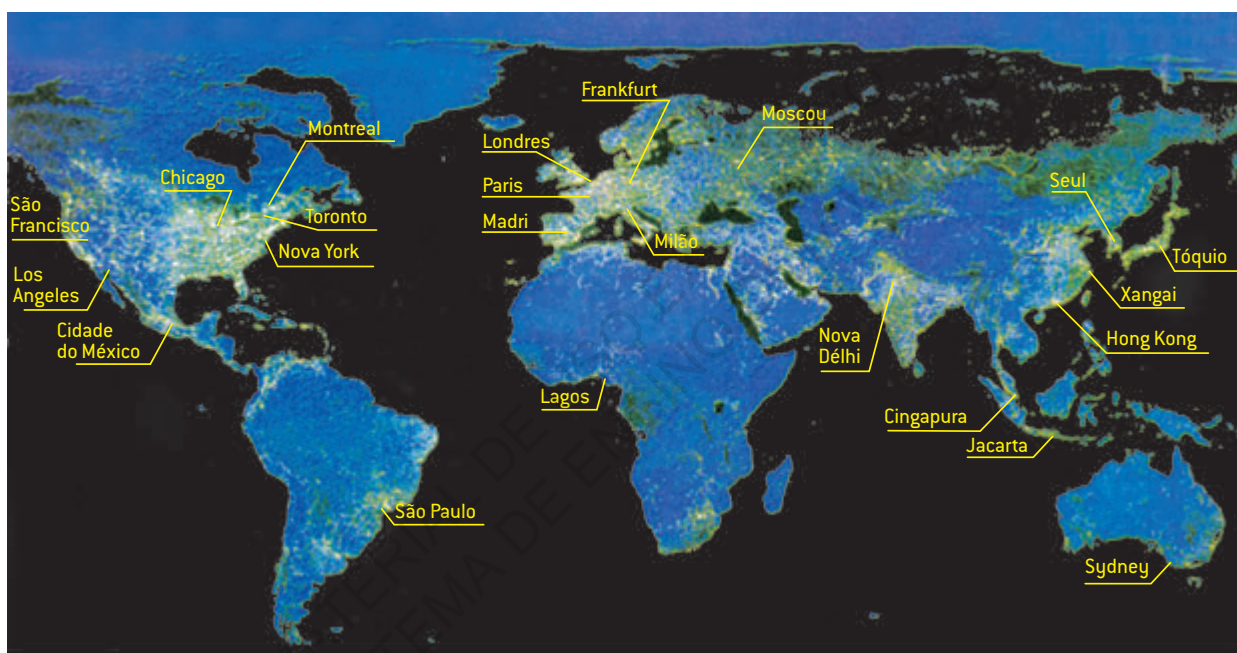 Frankfurt
Moscou
Montreal
Londres
Chicago
Seul
Paris
São
Francisco
Toronto
Madri
Milão
Nova York
Tóquio
Los
Angeles
Xangai
Cidade
do México
Nova
Délhi
Hong Kong
Lagos
Cingapura
Jacarta
São Paulo
Sydney